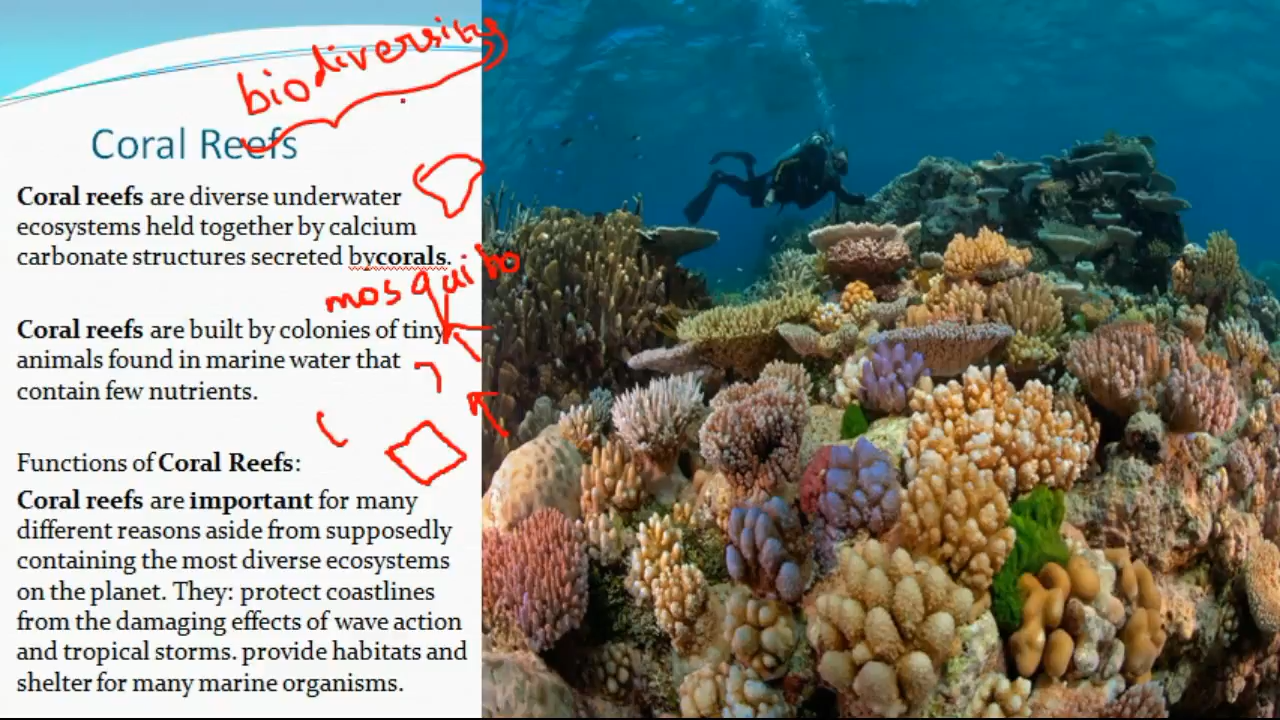 biodiversity
Coral Reefs
Coral reefs are diverse underwater
ecosystems held together by calcium
carbonate structures secreted bycorals.
mosquito
Coral reefs are built by colonies of tiny
animals found in marine water that
contain few nutrients.
Functions of Coral Reefs:
Coral reefs are important for many
different reasons aside from supposedly
containing the most diverse ecosystems
on the planet. They: protect coastlines
from the damaging effects of wave action
and tropical storms. provide habitats and
shelter for many marine organisms.